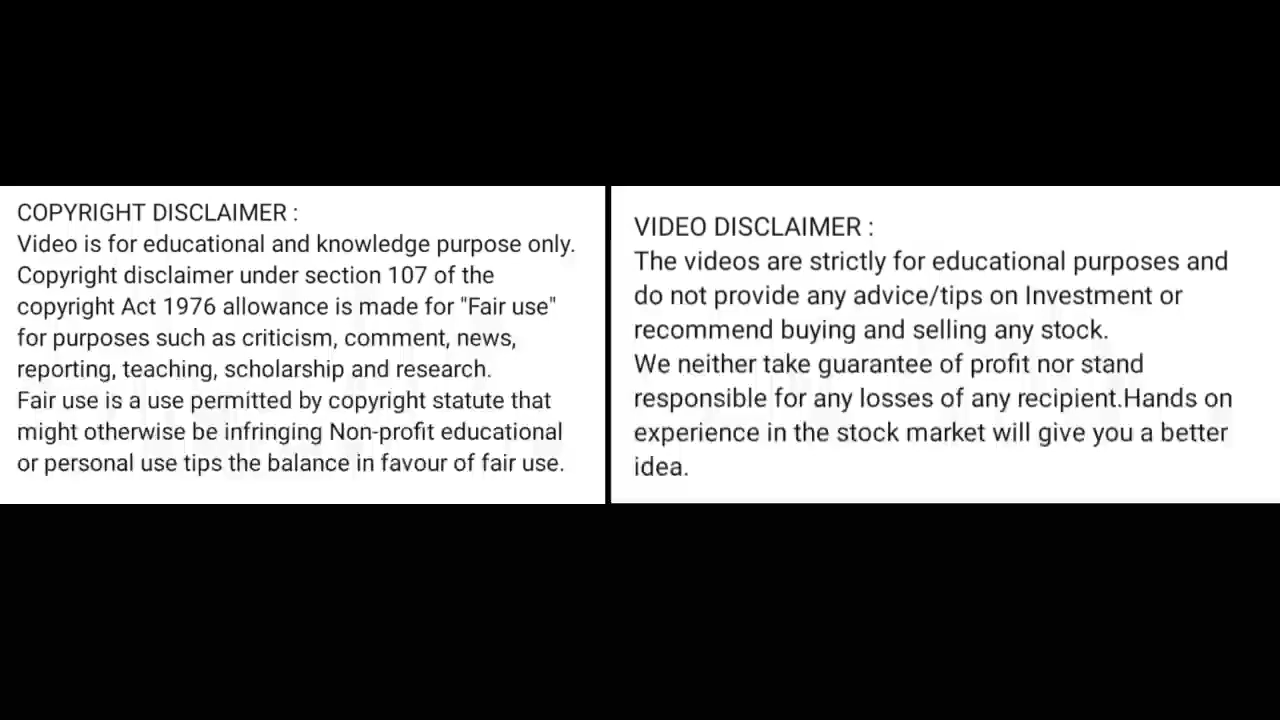 COPYRIGHT DISCLAIMER :
Video is for educational and knowledge purpose only.
Copyright disclaimer under section 107 of the
copyright Act 1976 allowance is made for "Fair use"
for purposes such as criticism, comment, news,
reporting, teaching, scholarship and research.
Fair use is a use permitted by copyright statute that
might otherwise be infringing Non-profit educational
or personal use tips the balance in favour of fair use.
VIDEO DISCLAIMER :
The videos are strictly for educational purposes and
do not provide any advice/tips on Investment or
recommend buying and selling any stock.
We neither take guarantee of profit nor stand
responsible for any losses of any recipient.Hands on
experience in the stock market will give you a better
idea.